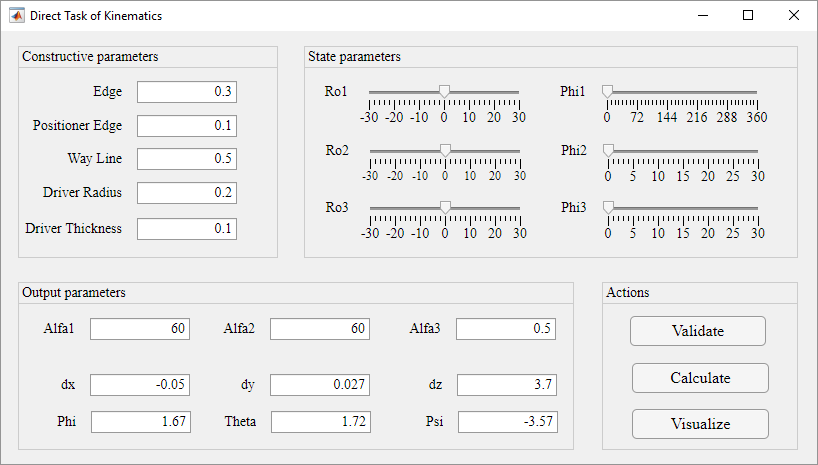 Direct Task of Kinematics
Constructive parameters
Edge 0.3
Positioner Edge 0.1
Way Line 0.5
Driver Radius 0.2
Driver Thickness 0.1
State parameters
Ro1 Phi1
-30 -20 -10 0 10 20 30 0 72 144 216 288 360
Ro2 Phi2
-30 -20 -10 0 10 20 30 0 5 10 15 20 25 30
Ro3 Phi3
-30 -20 -10 0 10 20 30 0 5 10 15 20 25 30
Output parameters
Alfa1 60 Alfa2 60 Alfa3 0.5
dx -0.05 dy 0.027 dz 3.7
Phi 1.67 Theta 1.72 Psi -3.57
Actions
Validate
Calculate
Visualize